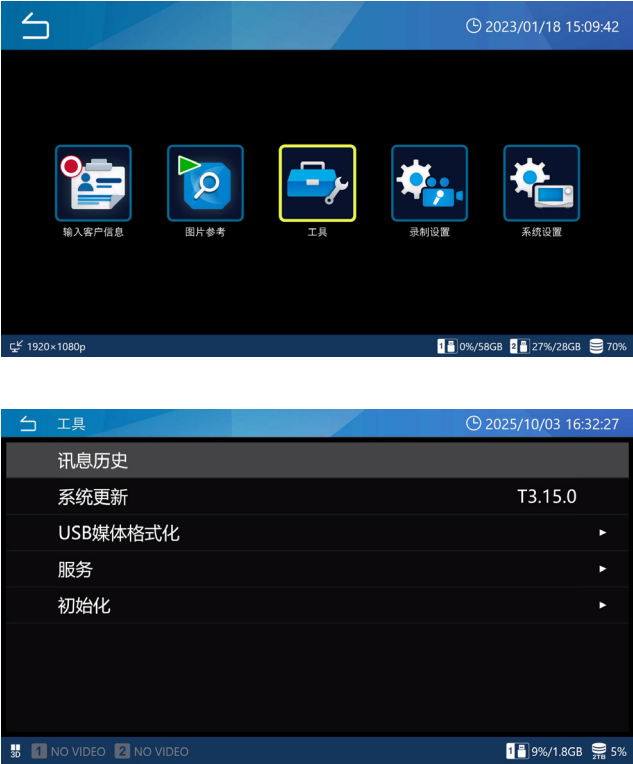 2023/01/18 15:09:42
输入客户信息
图片参考
工具
录制设置
系统设置
1920×1080p
1 0%/58GB 2 27%/28GB 70%
工具 2025/10/03 16:32:27
讯息历史
系统更新 T3.15.0
USB媒体格式化
服务
初始化
3D 1 NO VIDEO 2 NO VIDEO 1 9%/1.8GB 2TB 5%